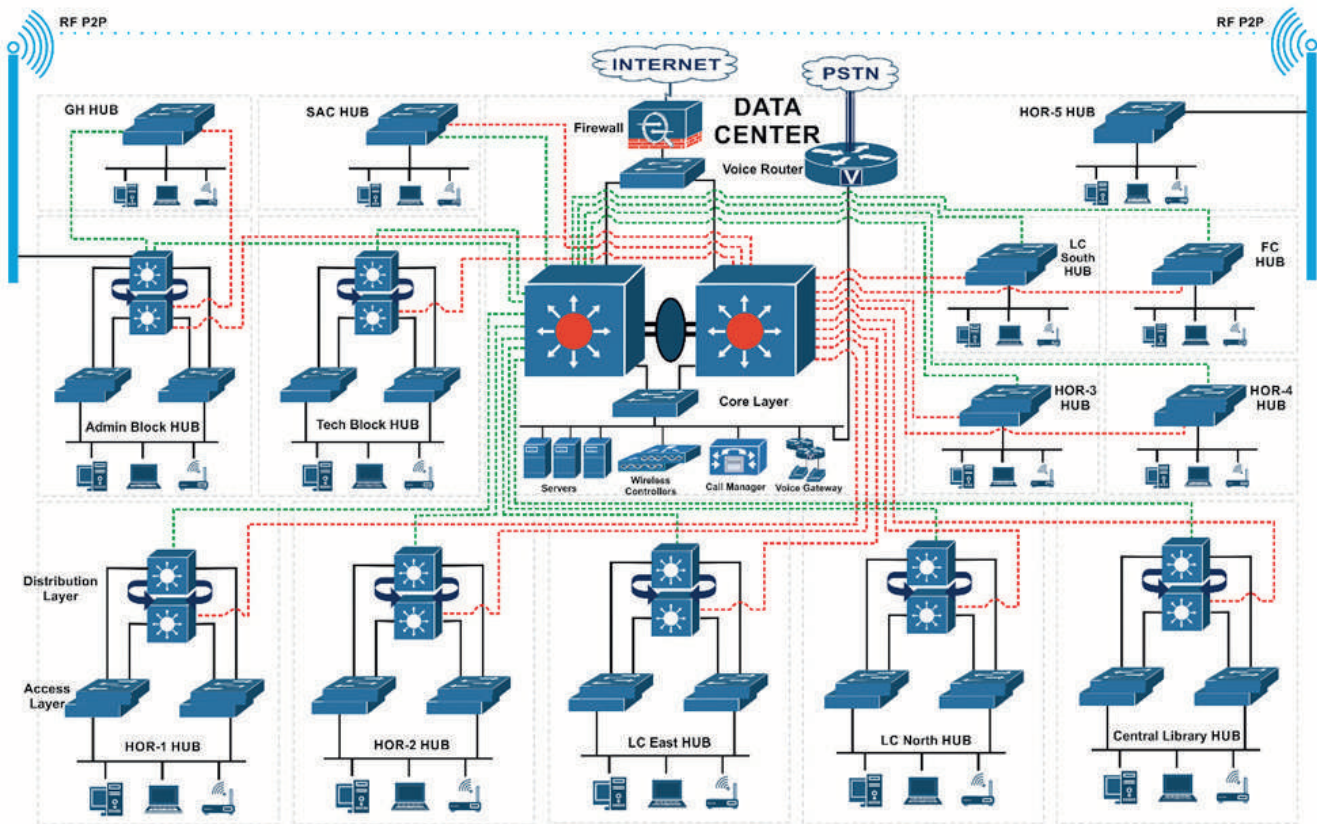 RF P2P
RF P2P
INTERNET
PSTN
GH HUB
SAC HUB
DATA
CENTER
Firewall
Voice Router
V
HOR-5 HUB
LC
South
HUB
FC
HUB
HOR-3
HUB
HOR-4
HUB
Core Layer
Admin Block HUB
Tech Block HUB
Servers
Wireless
Controllers
Call Manager
Voice Gateway
Distribution
Layer
Access
Layer
HOR-1 HUB
HOR-2 HUB
LC East HUB
LC North HUB
Central Library HUB